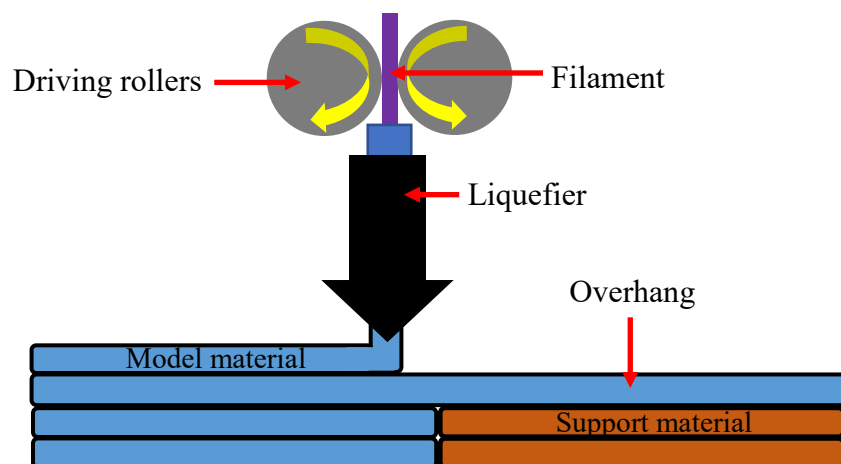 Driving rollers
Filament
Liquefier
Overhang
Model material
Support material